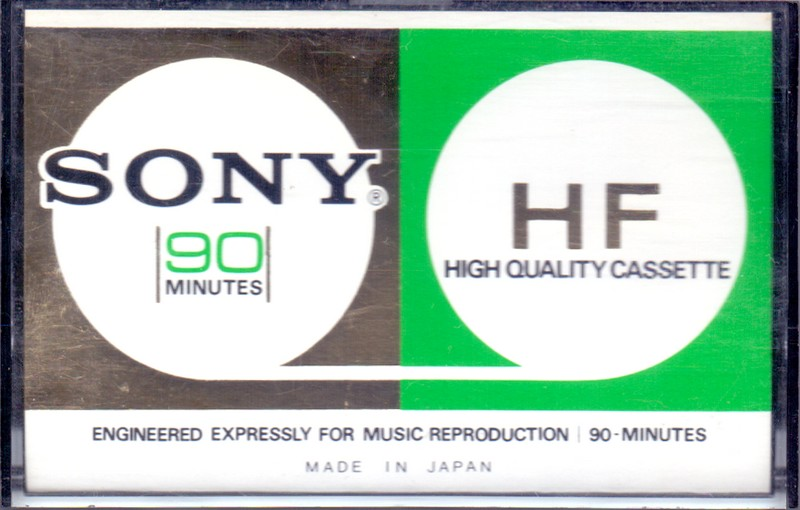 SONY®
90
MINUTES
HF
HIGH QUALITY CASSETTE
ENGINEERED EXPRESSLY FOR MUSIC REPRODUCTION | 90-MINUTES
MADE IN JAPAN